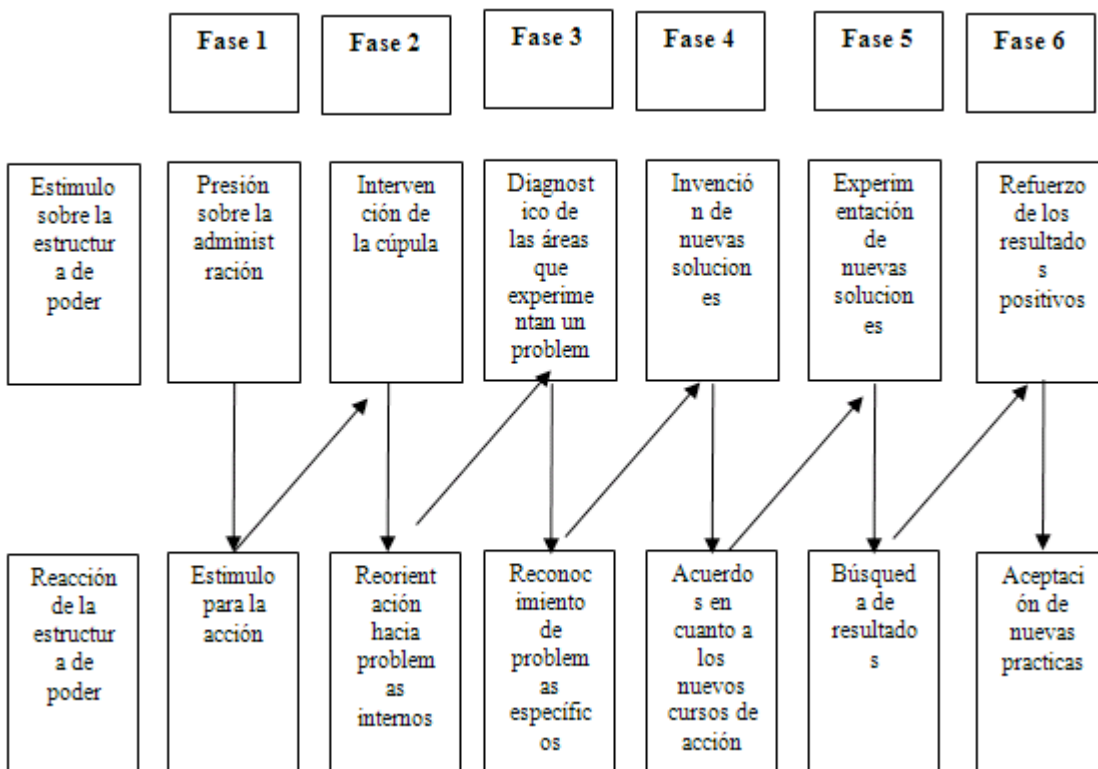 Fase 1
Fase 2
Fase 3
Fase 4
Fase 5
Fase 6
Estimulo
sobre la
estructur
a de
poder
Presión
sobre la
administ
ración
Interven
ción de
la cúpula
Diagnost
ico de
las áreas
que
experime
ntan un
problem
Invenció
n de
nuevas
solucion
es
Experim
entación
de
nuevas
solucion
es
Refuerzo
de los
resultado
s
positivos
Reacción
de la
estructur
a de
poder
Estimulo
para la
acción
Reorient
ación
hacia
problem
as
internos
Reconoc
imiento
de
problem
as
específic
os
Acuerdo
s en
cuanto a
los
nuevos
cursos de
acción
Búsqued
a de
resultado
s
Aceptaci
ón de
nuevas
practicas